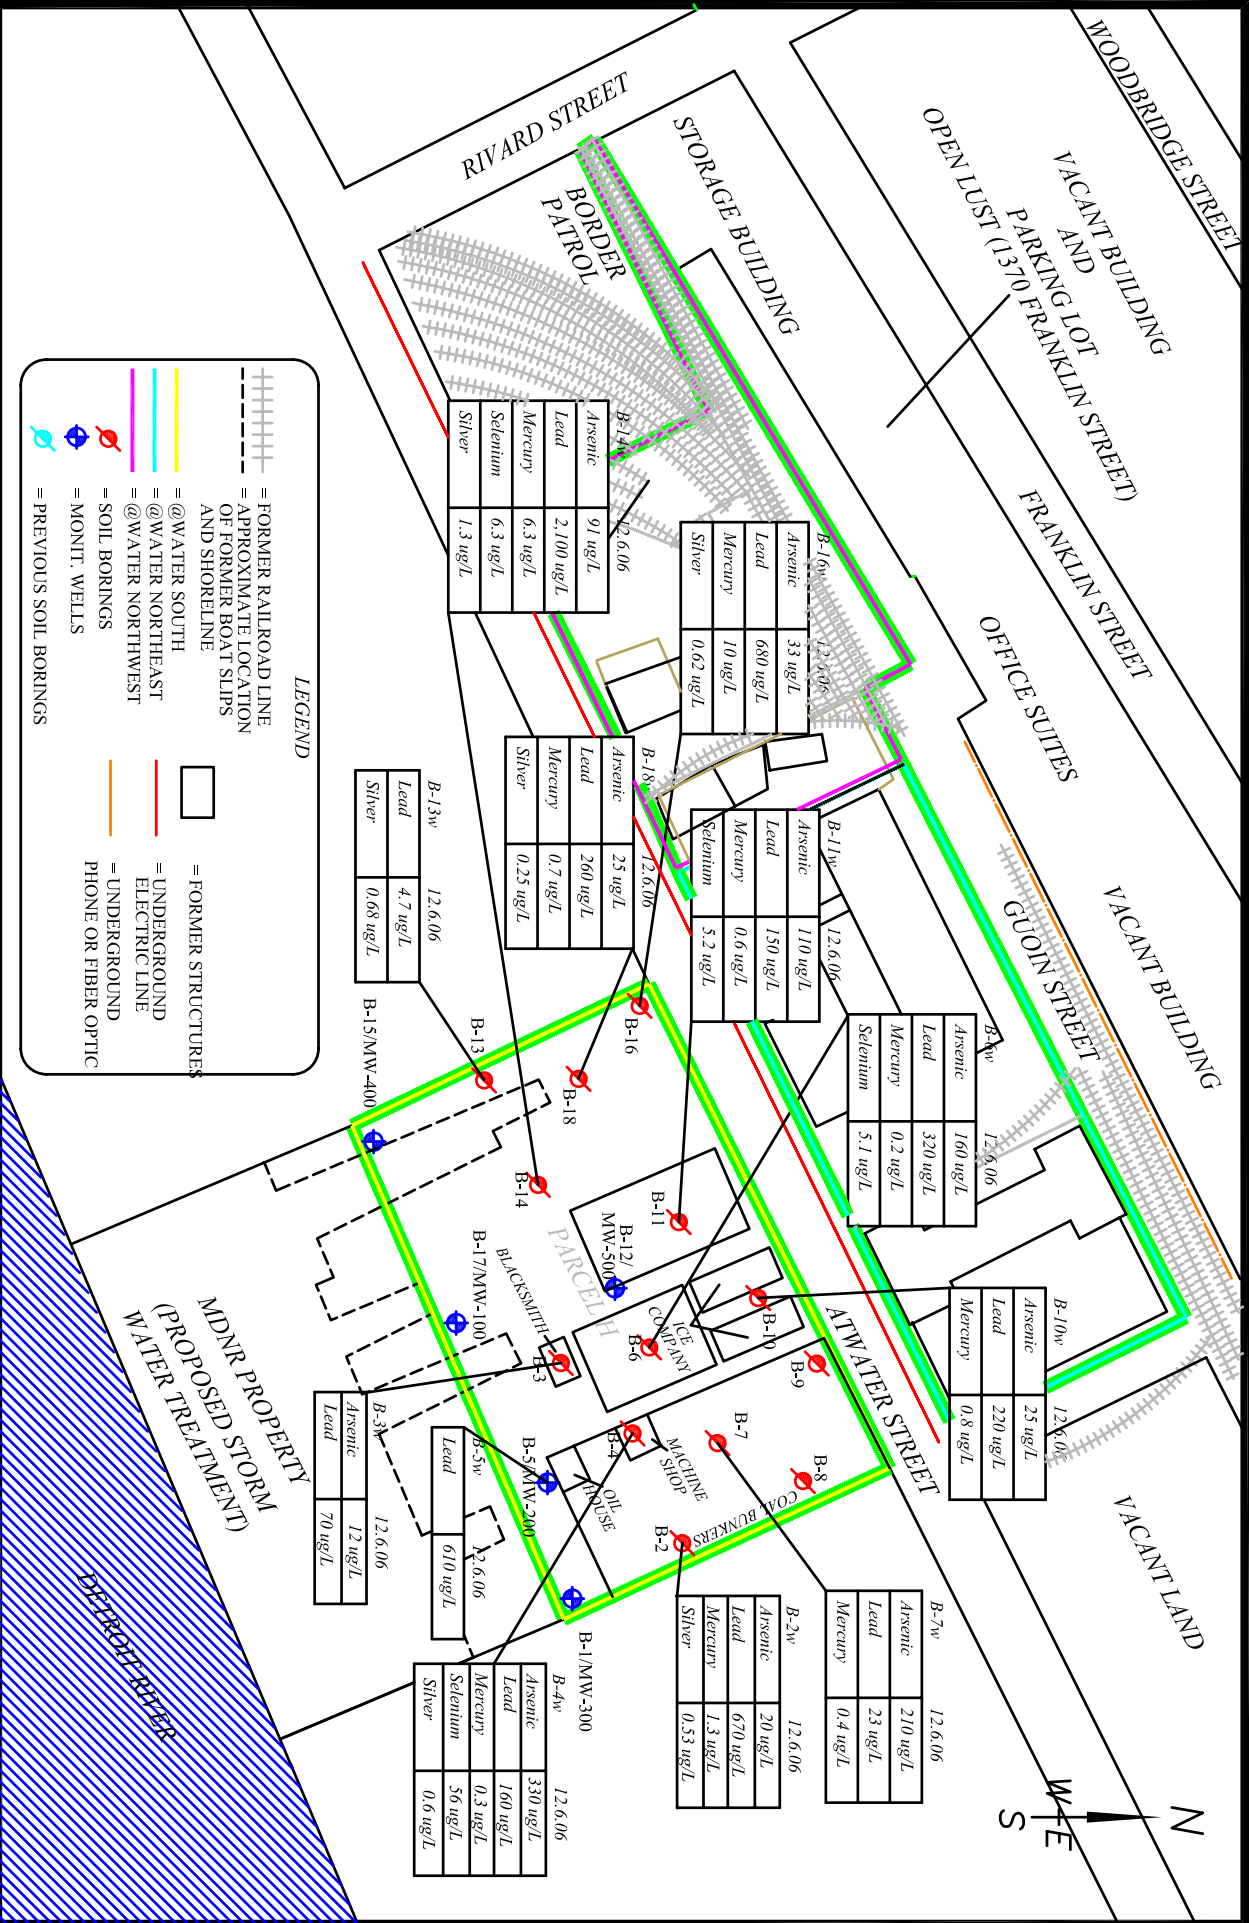 WOODBRIDGE STREET
VACANT BUILDING
AND
PARKING LOT
OPEN LUST (1370 FRANKLIN STREET)
FRANKLIN STREET
RIVARD STREET
STORAGE BUILDING
BORDER
PATROL
OFFICE SUITES
VACANT BUILDING
GUOIN STREET
VACANT LAND
ATWATER STREET
N
W E
S
B-14w 12.6.06
Arsenic 91 ug/L
Lead 2,100 ug/L
Mercury 6.3 ug/L
Selenium 6.3 ug/L
Silver 1.3 ug/L
B-16w 12.6.06
Arsenic 33 ug/L
Lead 680 ug/L
Mercury 10 ug/L
Silver 0.62 ug/L
B-18w 12.6.06
Arsenic 25 ug/L
Lead 260 ug/L
Mercury 0.7 ug/L
Silver 0.25 ug/L
B-11w 12.6.06
Arsenic 110 ug/L
Lead 150 ug/L
Mercury 0.6 ug/L
Selenium 5.2 ug/L
B-6w 12.6.06
Arsenic 160 ug/L
Lead 320 ug/L
Mercury 0.2 ug/L
Selenium 5.1 ug/L
B-10w 12.6.06
Arsenic 25 ug/L
Lead 220 ug/L
Mercury 0.8 ug/L
B-13w 12.6.06
Lead 4.7 ug/L
Silver 0.68 ug/L
B-7w 12.6.06
Arsenic 210 ug/L
Lead 23 ug/L
Mercury 0.4 ug/L
B-2w 12.6.06
Arsenic 20 ug/L
Lead 670 ug/L
Mercury 1.3 ug/L
Silver 0.53 ug/L
B-4w 12.6.06
Arsenic 330 ug/L
Lead 160 ug/L
Mercury 0.3 ug/L
Selenium 56 ug/L
Silver 0.6 ug/L
B-5w 12.6.06
Lead 610 ug/L
B-3w 12.6.06
Arsenic 12 ug/L
Lead 70 ug/L
B-16
B-18
B-13
B-15/MW-400
B-14
B-11
B-12/
MW-500
B-17/MW-100
PARCEL H
BLACKSMITH
B-3
ICE
COMPANY
B-6
B-10
B-9
B-8
B-7
MACHINE
SHOP
B-4
OIL
HOUSE
B-5/MW-200
COAL BUNKERS
B-2
B-1/MW-300
MDNR PROPERTY
(PROPOSED STORM
WATER TREATMENT)
DETROIT RIVER
LEGEND
= FORMER RAILROAD LINE
= APPROXIMATE LOCATION
OF FORMER BOAT SLIPS
AND SHORELINE
= @WATER SOUTH
= @WATER NORTHEAST
= @WATER NORTHWEST
= SOIL BORINGS
= MONIT. WELLS
= PREVIOUS SOIL BORINGS
= FORMER STRUCTURES
= UNDERGROUND
ELECTRIC LINE
= UNDERGROUND
PHONE OR FIBER OPTIC